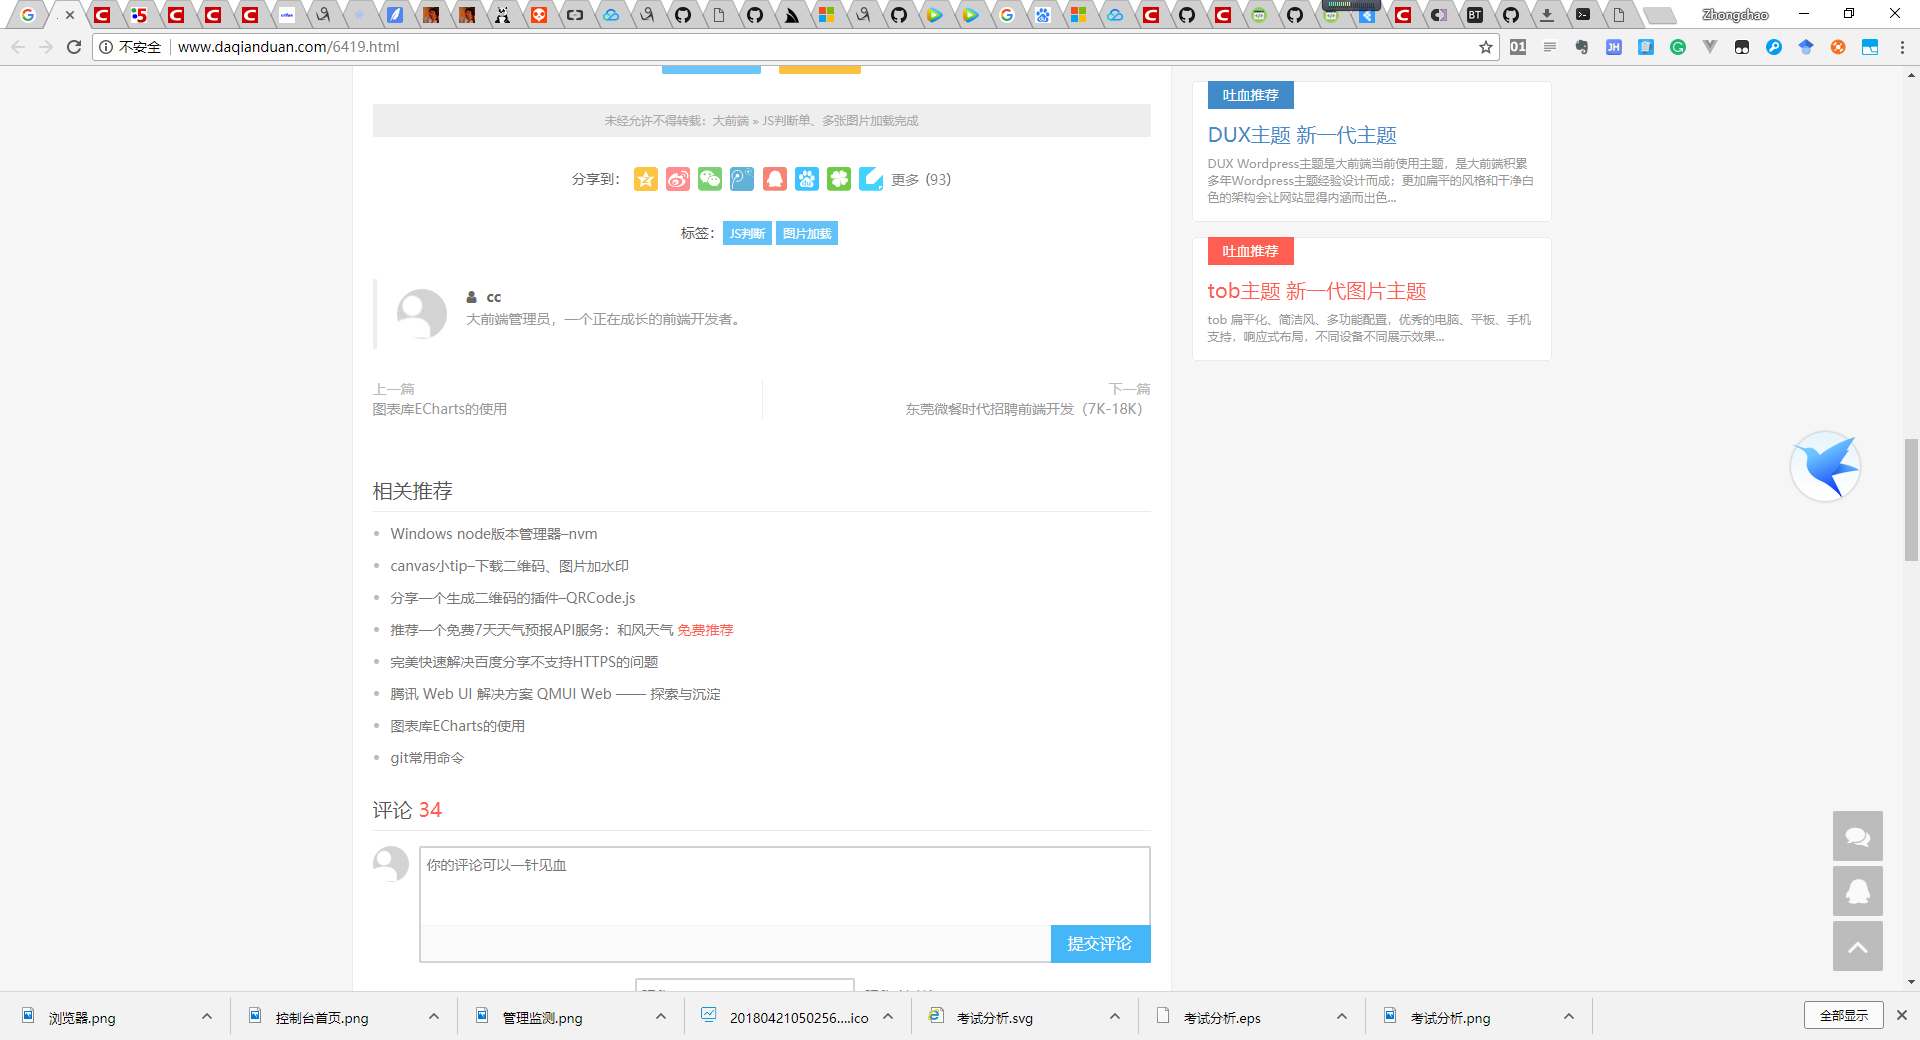 Zhongchao
不安全 www.daqianduan.com/6419.html
01
JH
BT
未经允许不得转载：大前端 » JS判断单、多张图片加载完成
分享到： 更多 (93)
标签： JS判断 图片加载
cc
大前端管理员，一个正在成长的前端开发者。
上一篇
图表库ECharts的使用
下一篇
东莞微餐时代招聘前端开发（7K-18K）
相关推荐
Windows node版本管理器–nvm
canvas小tip–下载二维码、图片加水印
分享一个生成二维码的插件–QRCode.js
推荐一个免费7天天气预报API服务：和风天气 免费推荐
完美快速解决百度分享不支持HTTPS的问题
腾讯 Web UI 解决方案 QMUI Web —— 探索与沉淀
图表库ECharts的使用
git常用命令
评论 34
你的评论可以一针见血
提交评论
吐血推荐
DUX主题 新一代主题
DUX Wordpress主题是大前端当前使用主题，是大前端积累
多年Wordpress主题经验设计而成；更加扁平的风格和干净白
色的架构会让网站显得内涵而出色...
吐血推荐
tob主题 新一代图片主题
tob 扁平化、简洁风、多功能配置，优秀的电脑、平板、手机
支持，响应式布局，不同设备不同展示效果...
浏览器.png
控制台首页.png
管理监测.png
20180421050256....ico
考试分析.svg
考试分析.eps
考试分析.png
全部显示